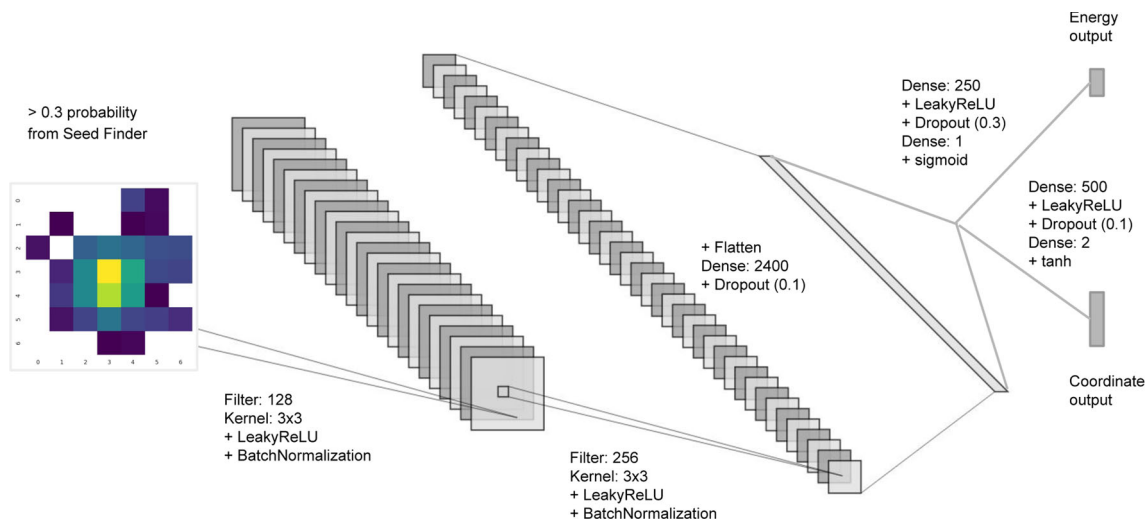 > 0.3 probability
from Seed Finder
0
1
2
3
4
5
6
0 1 2 3 4 5 6
Filter: 128
Kernel: 3x3
+ LeakyReLU
+ BatchNormalization
Filter: 256
Kernel: 3x3
+ LeakyReLU
+ BatchNormalization
+ Flatten
Dense: 2400
+ Dropout (0.1)
Dense: 250
+ LeakyReLU
+ Dropout (0.3)
Dense: 1
+ sigmoid
Energy
output
Dense: 500
+ LeakyReLU
+ Dropout (0.1)
Dense: 2
+ tanh
Coordinate
output